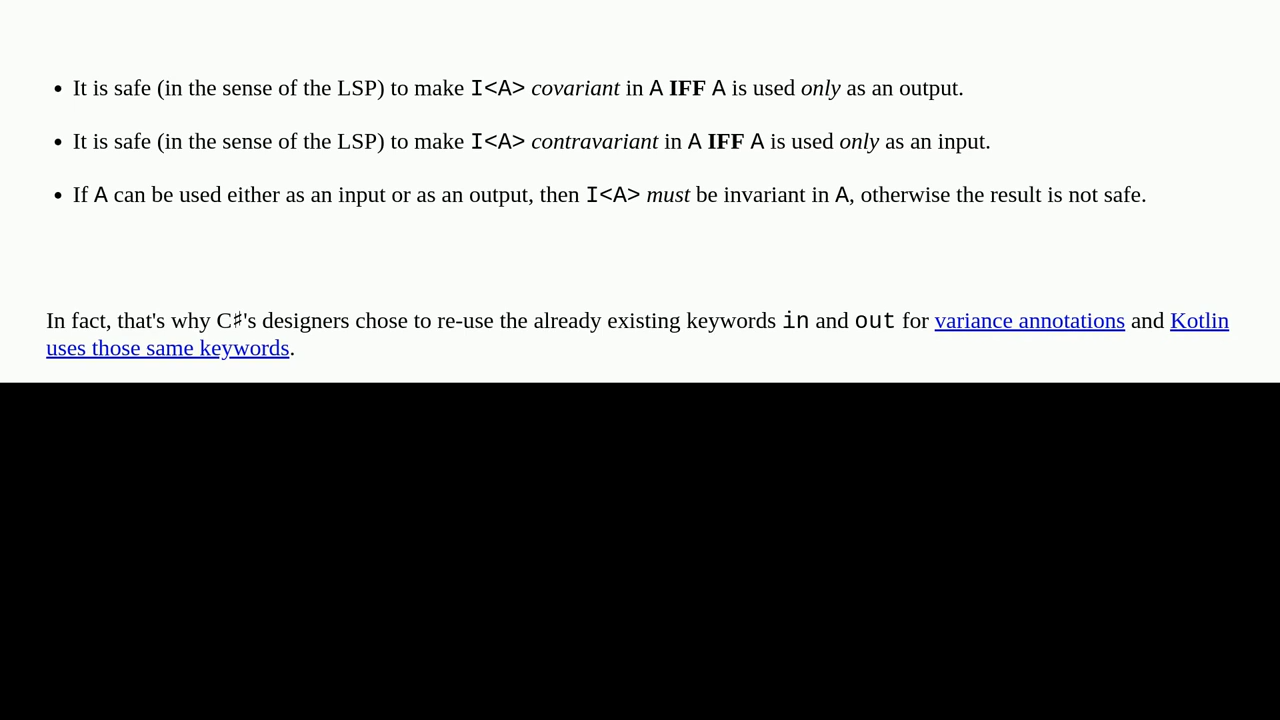 • It is safe (in the sense of the LSP) to make I<A> covariant in A IFF A is used only as an output.
• It is safe (in the sense of the LSP) to make I<A> contravariant in A IFF A is used only as an input.
• If A can be used either as an input or as an output, then I<A> must be invariant in A, otherwise the result is not safe.
In fact, that's why C♯'s designers chose to re-use the already existing keywords in and out for variance annotations and Kotlin
uses those same keywords.